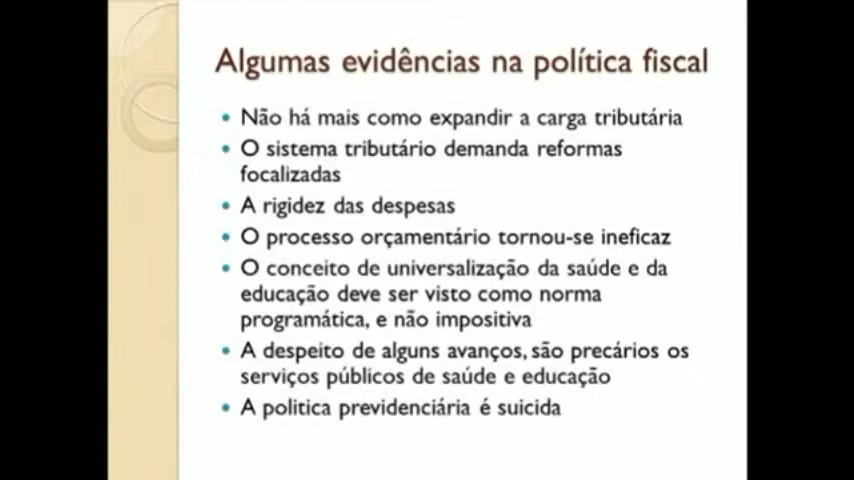 Algumas evidências na política fiscal
• Não há mais como expandir a carga tributária
• O sistema tributário demanda reformas
focalizadas
• A rigidez das despesas
• O processo orçamentário tornou-se ineficaz
• O conceito de universalização da saúde e da
educação deve ser visto como norma
programática, e não impositiva
• A despeito de alguns avanços, são precários os
serviços públicos de saúde e educação
• A politica previdenciária é suicida